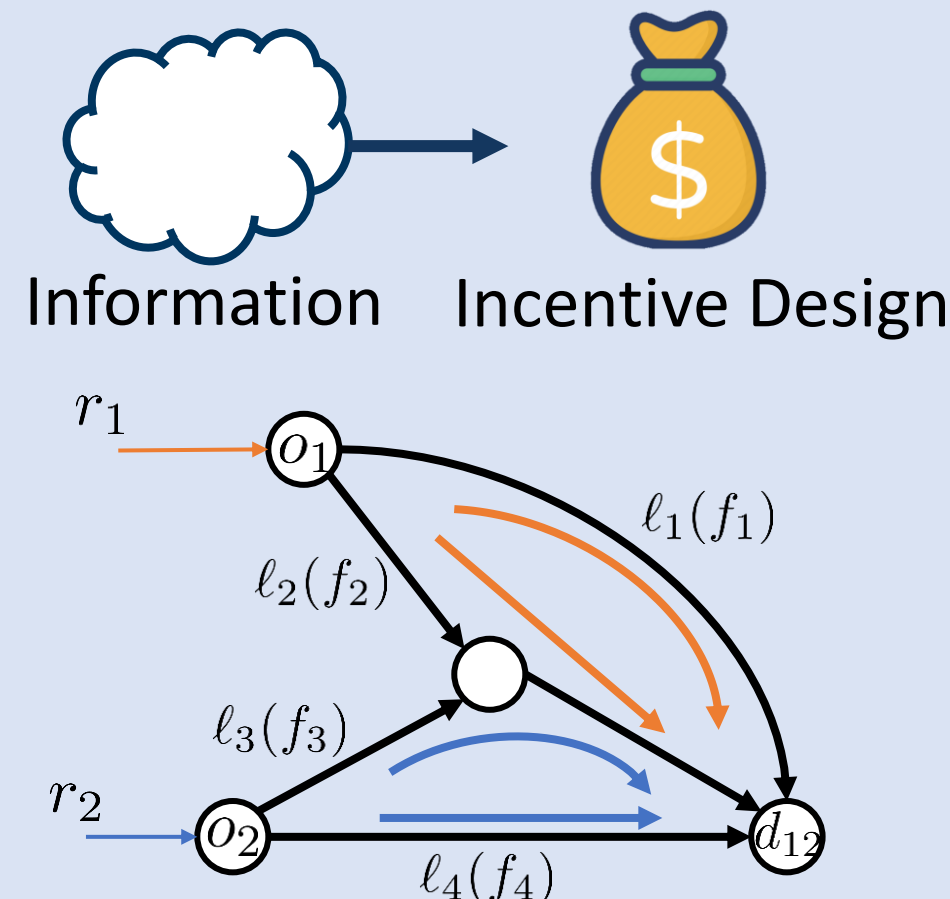 $
Information Incentive Design
r₁
o₁
ℓ₁(f₁)
ℓ₂(f₂)
ℓ₃(f₃)
r₂
o₂
d₁₂
ℓ₄(f₄)